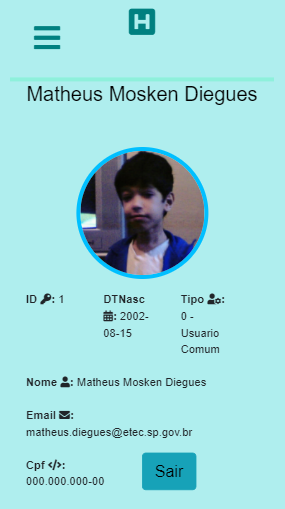 H
Matheus Mosken Diegues
ID : 1
DTNasc
: 2002-
08-15
Tipo :
0 -
Usuario
Comum
Nome : Matheus Mosken Diegues
Email :
matheus.diegues@etec.sp.gov.br
Cpf </>:
000.000.000-00
Sair